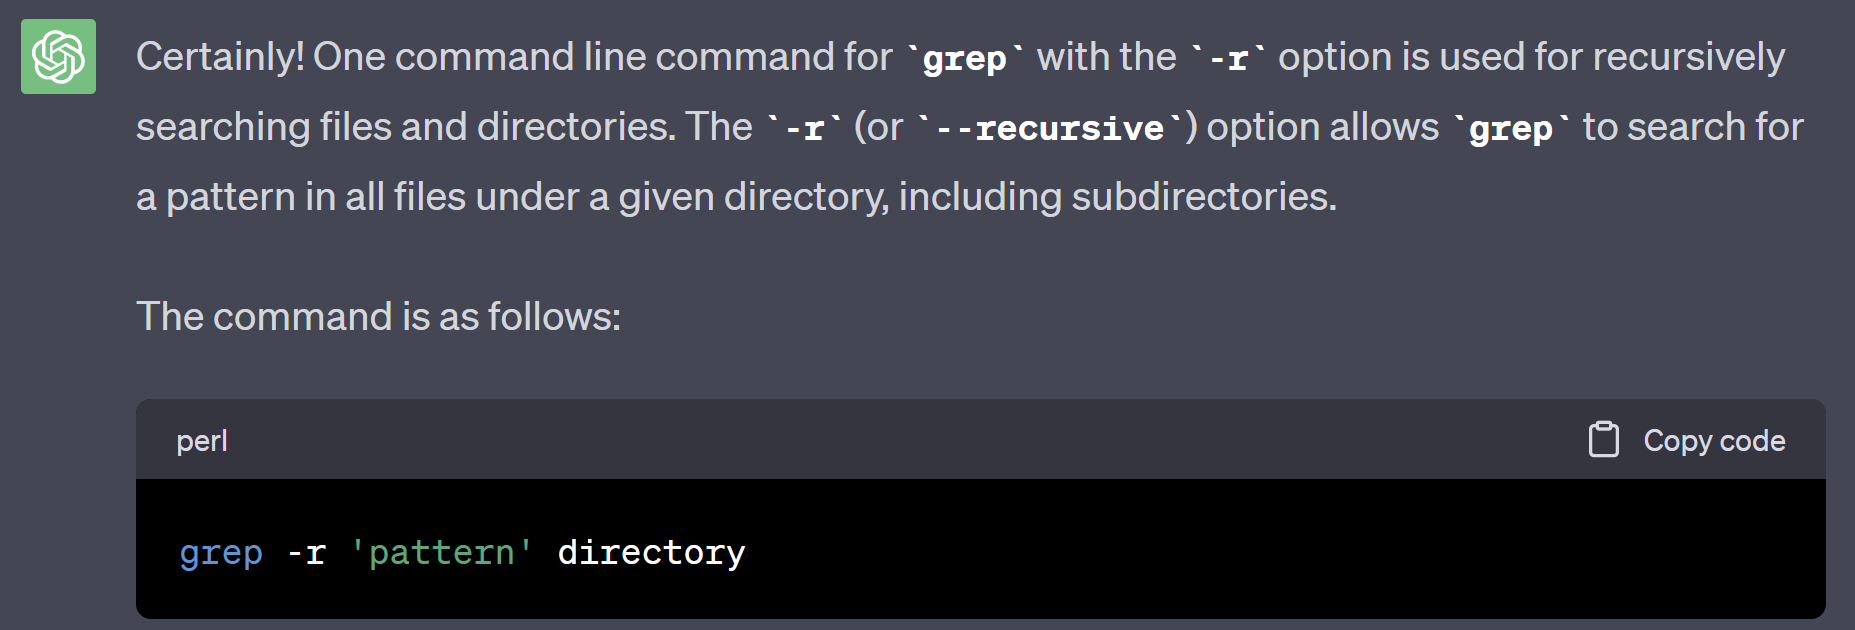 Certainly! One command line command for `grep` with the `-r` option is used for recursively
searching files and directories. The `-r` (or `--recursive`) option allows `grep` to search for
a pattern in all files under a given directory, including subdirectories.
The command is as follows:
perl
Copy code
grep -r 'pattern' directory